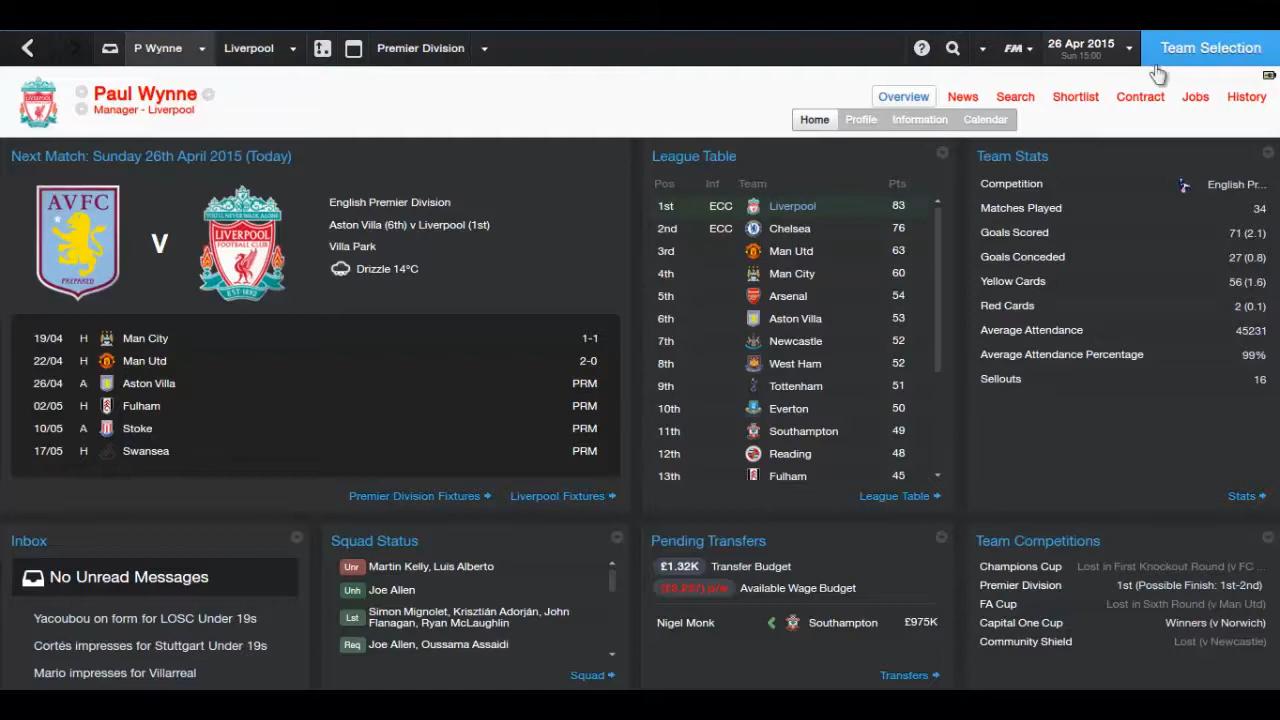 P Wynne
Liverpool
Premier Division
FM
26 Apr 2015
Sun 15:00
Team Selection
Paul Wynne
Manager - Liverpool
Overview News Search Shortlist Contract Jobs History
Home Profile Information Calendar
Next Match: Sunday 26th April 2015 (Today)
AVFC
PREPARED
V
YOU'LL NEVER WALK ALONE
LIVERPOOL
FOOTBALL CLUB
EST·1892
English Premier Division
Aston Villa (6th) v Liverpool (1st)
Villa Park
Drizzle 14°C
19/04 H Man City 1-1
22/04 H Man Utd 2-0
26/04 A Aston Villa PRM
02/05 H Fulham PRM
10/05 A Stoke PRM
17/05 H Swansea PRM
Premier Division Fixtures
Liverpool Fixtures
League Table
Pos Inf Team Pts
1st ECC Liverpool 83
2nd ECC Chelsea 76
3rd Man Utd 63
4th Man City 60
5th Arsenal 54
6th Aston Villa 53
7th Newcastle 52
8th West Ham 52
9th Tottenham 51
10th Everton 50
11th Southampton 49
12th Reading 48
13th Fulham 45
League Table
Team Stats
Competition English Pr...
Matches Played 34
Goals Scored 71 (2.1)
Goals Conceded 27 (0.8)
Yellow Cards 56 (1.6)
Red Cards 2 (0.1)
Average Attendance 45231
Average Attendance Percentage 99%
Sellouts 16
Stats
Inbox
No Unread Messages
Yacoubou on form for LOSC Under 19s
Cortés impresses for Stuttgart Under 19s
Mario impresses for Villarreal
Squad Status
Unr Martin Kelly, Luis Alberto
Unh Joe Allen
Lst Simon Mignolet, Krisztián Adorján, John
Flanagan, Ryan McLaughlin
Req Joe Allen, Oussama Assaidi
Squad
Pending Transfers
£1.32K Transfer Budget
(£3,237) p/w Available Wage Budget
Nigel Monk Southampton £975K
Transfers
Team Competitions
Champions Cup Lost in First Knockout Round (v FC ...
Premier Division 1st (Possible Finish: 1st-2nd)
FA Cup Lost in Sixth Round (v Man Utd)
Capital One Cup Winners (v Norwich)
Community Shield Lost (v Newcastle)